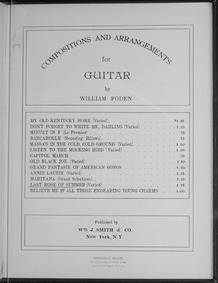 COMPOSITIONS AND ARRANGEMENTS
for
GUITAR
by
WILLIAM FODEN
MY OLD KENTUCKY HOME (Varied)
DON'T FORGET TO WRITE ME, DARLING (Varied)
MINUET IN F (Le Premier)
BARCAROLLE (Evening Billows)
MASSA'S IN THE COLD, COLD GROUND (Varied)
LISTEN TO THE MOCKING BIRD (Varied)
CAPITOL MARCH
OLD BLACK JOE (Varied)
GRAND FANTASIE ON AMERICAN SONGS
ANNIE LAURIE (Varied)
MARITANA (Grand Selection)
LAST ROSE OF SUMMER (Varied)
BELIEVE ME IF ALL THOSE ENDEARING YOUNG CHARMS
Published by
WM J. SMITH & CO.
New York, N.Y.